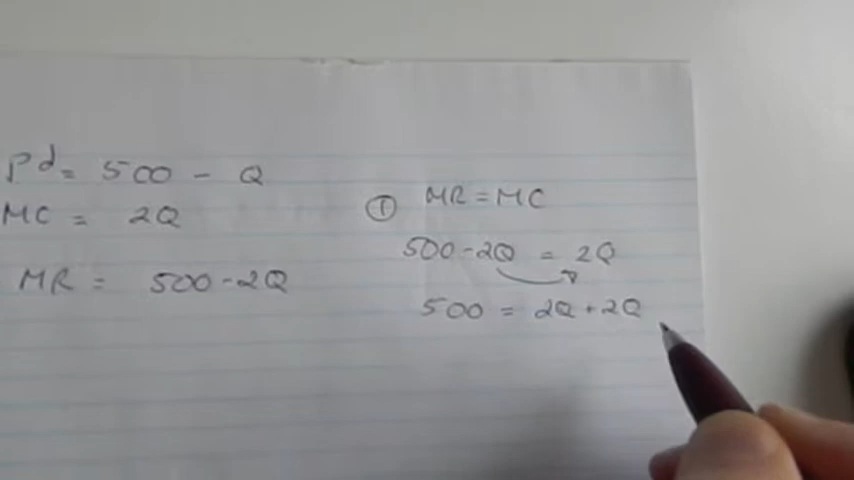 Pd = 500 - Q
MC = 2Q
MR = 500-2Q
① MR = MC
500-2Q = 2Q
500 = 2Q+2Q